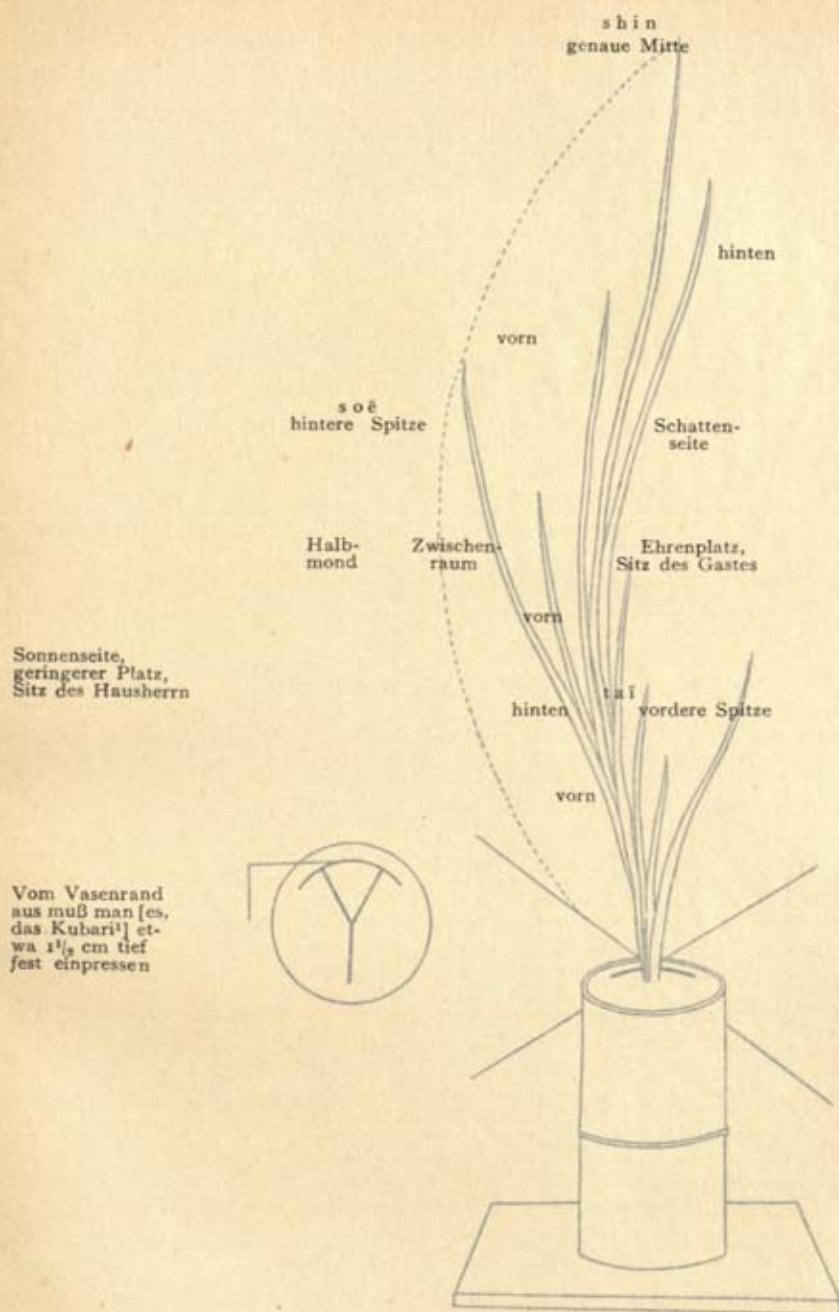 shin
genaue Mitte
hinten
vorn
soë
hintere Spitze
Schatten-
seite
Halb-
mond
Zwischen-
raum
Ehrenplatz,
Sitz des Gastes
vorn
Sonnenseite,
geringerer Platz,
Sitz des Hausherrn
taï
hinten
vordere Spitze
vorn
Vom Vasenrand
aus muß man [es,
das Kubari¹] et-
wa 1¹/₂ cm tief
fest einpressen